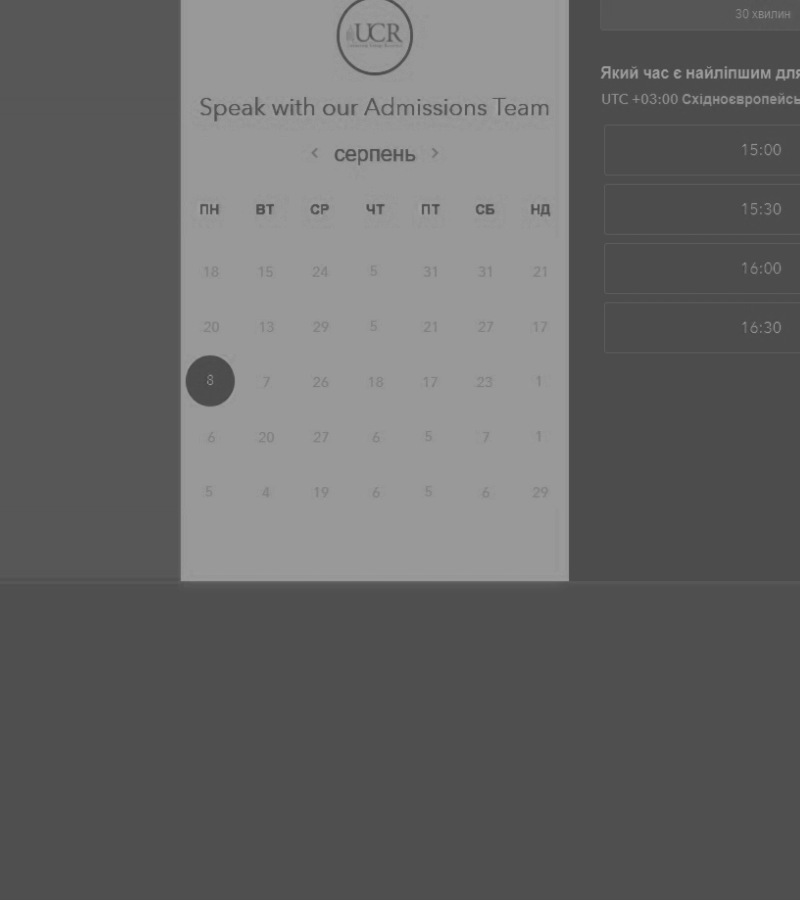 UCR
Speak with our Admissions Team
серпень
ПН ВТ СР ЧТ ПТ СБ НД
18 15 24 5 31 31 21
20 13 29 5 21 27 17
8 7 26 18 17 23 1
6 20 27 6 5 7 1
5 4 19 6 5 6 29
30 хвилин
Який час є найліпшим для
UTC +03:00 Східноєвропейсь
15:00
15:30
16:00
16:30